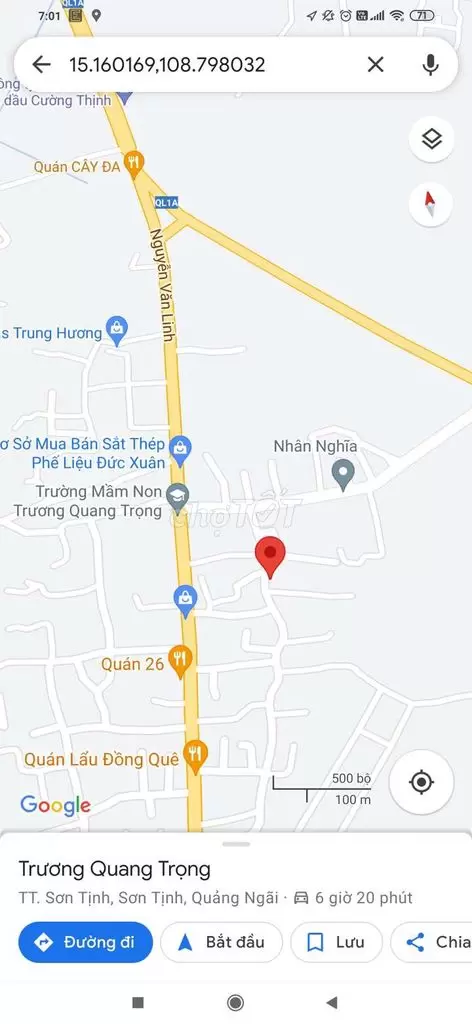 7:01
71
15.160169,108.798032
QL1A
dầu Cường Thịnh
Quán CÂY ĐA
QL1A
Nguyễn Văn Linh
s Trung Hương
ơ Sở Mua Bán Sắt Thép
Phế Liệu Đức Xuân
Nhân Nghĩa
Trường Mầm Non
Trương Quang Trọng
chợTỐT
Quán 26
Quán Lẩu Đồng Quê
500 bộ
100 m
Google
Trương Quang Trọng
TT. Sơn Tịnh, Sơn Tịnh, Quảng Ngãi · 6 giờ 20 phút
Đường đi
Bắt đầu
Lưu
Chia